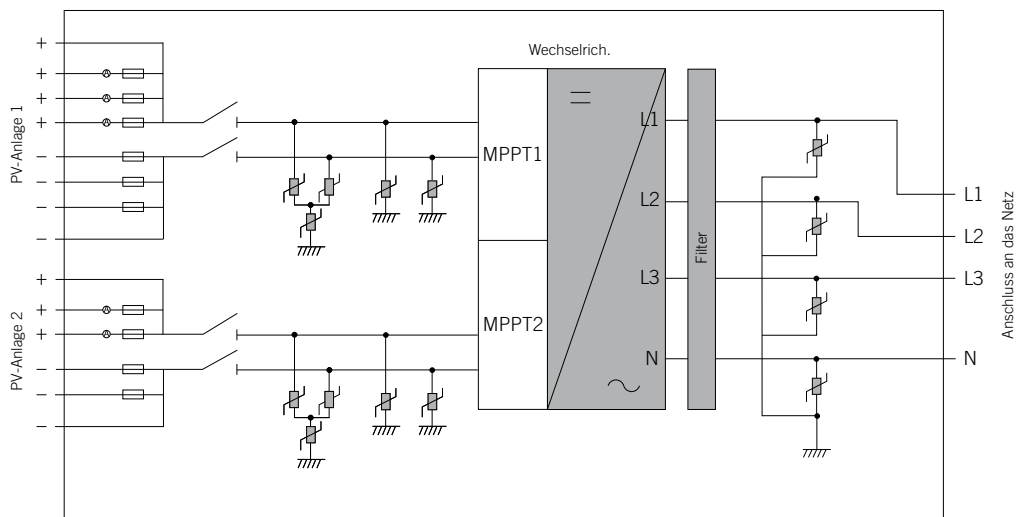 Wechselrich.
PV-Anlage 1
+
+
+
+
−
−
−
−
MPPT1
L1
L2
L3
N
Filter
L1
L2
L3
N
Anschluss an das Netz
PV-Anlage 2
+
+
+
−
−
−
MPPT2